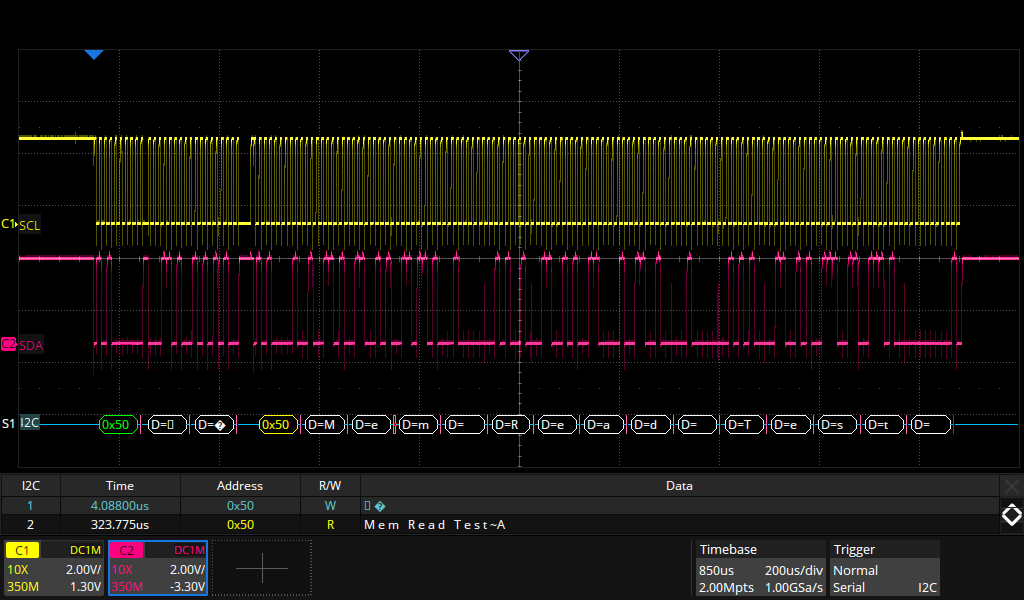 C1 SCL
C2 SDA
S1 I2C 0x50 D=▯ D=� 0x50 D=M D=e D=m D= D=R D=e D=a D=d D= D=T D=e D=s D=t D=
I2C Time Address R/W Data
1 4.08800us 0x50 W ▯ �
2 323.775us 0x50 R Mem Read Test~A
C1 DC1M
10X 2.00V/
350M 1.30V
C2 DC1M
10X 2.00V/
350M -3.30V
Timebase
850us 200us/div
2.00Mpts 1.00GSa/s
Trigger
Normal
Serial I2C